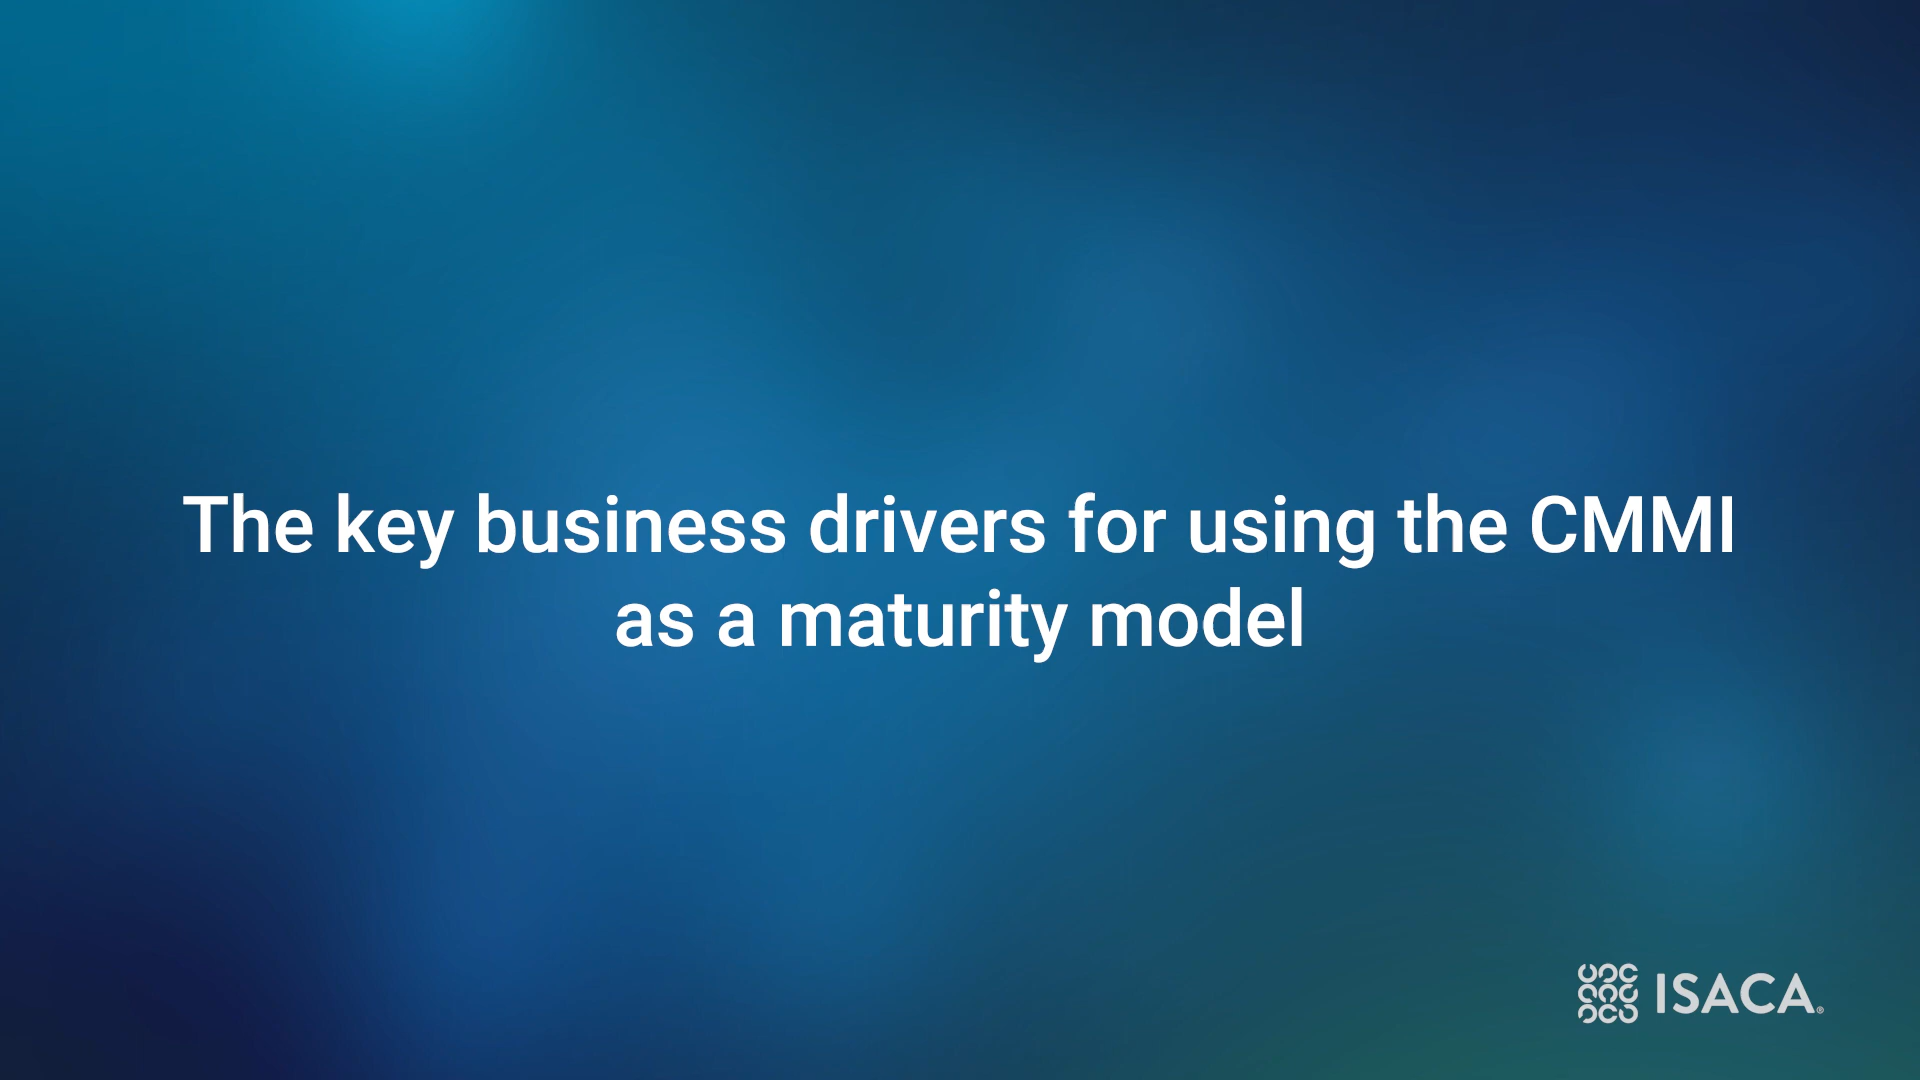 The key business drivers for using the CMMI
as a maturity model
ISACA®